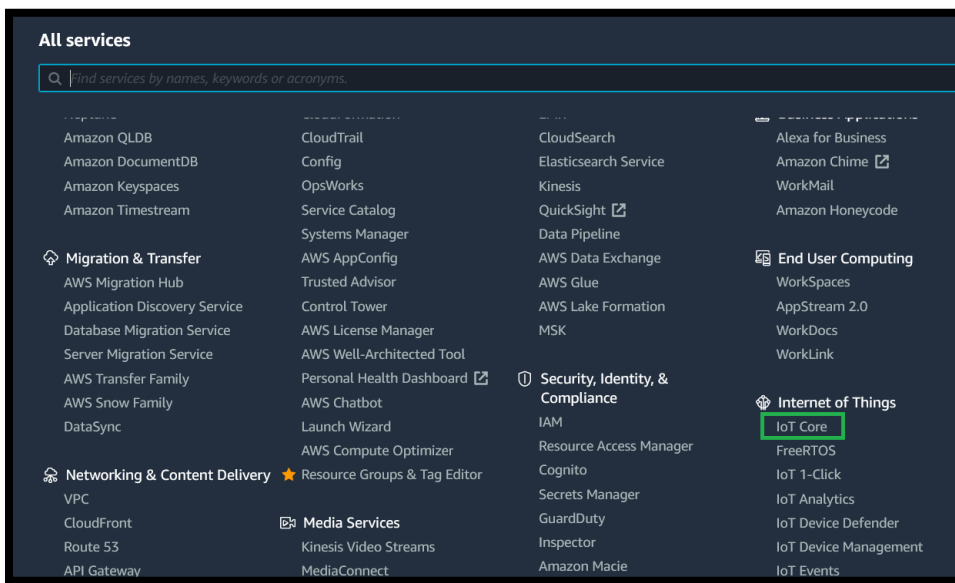 All services
Find services by names, keywords or acronyms.
Amazon QLDB
Amazon DocumentDB
Amazon Keyspaces
Amazon Timestream
Migration & Transfer
AWS Migration Hub
Application Discovery Service
Database Migration Service
Server Migration Service
AWS Transfer Family
AWS Snow Family
DataSync
Networking & Content Delivery
VPC
CloudFront
Route 53
API Gateway
CloudTrail
Config
OpsWorks
Service Catalog
Systems Manager
AWS AppConfig
Trusted Advisor
Control Tower
AWS License Manager
AWS Well-Architected Tool
Personal Health Dashboard
AWS Chatbot
Launch Wizard
AWS Compute Optimizer
Resource Groups & Tag Editor
Media Services
Kinesis Video Streams
MediaConnect
CloudSearch
Elasticsearch Service
Kinesis
QuickSight
Data Pipeline
AWS Data Exchange
AWS Glue
AWS Lake Formation
MSK
Security, Identity, &
Compliance
IAM
Resource Access Manager
Cognito
Secrets Manager
GuardDuty
Inspector
Amazon Macie
Alexa for Business
Amazon Chime
WorkMail
Amazon Honeycode
End User Computing
WorkSpaces
AppStream 2.0
WorkDocs
WorkLink
Internet of Things
IoT Core
FreeRTOS
IoT 1-Click
IoT Analytics
IoT Device Defender
IoT Device Management
IoT Events